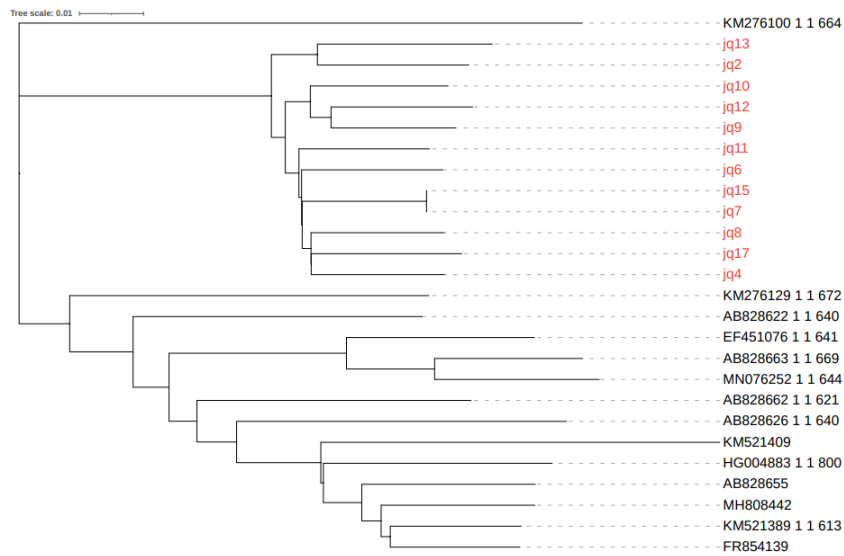 Tree scale: 0.01
KM276100 1 1 664
jq13
jq2
jq10
jq12
jq9
jq11
jq6
jq15
jq7
jq8
jq17
jq4
KM276129 1 1 672
AB828622 1 1 640
EF451076 1 1 641
AB828663 1 1 669
MN076252 1 1 644
AB828662 1 1 621
AB828626 1 1 640
KM521409
HG004883 1 1 800
AB828655
MH808442
KM521389 1 1 613
FR854139